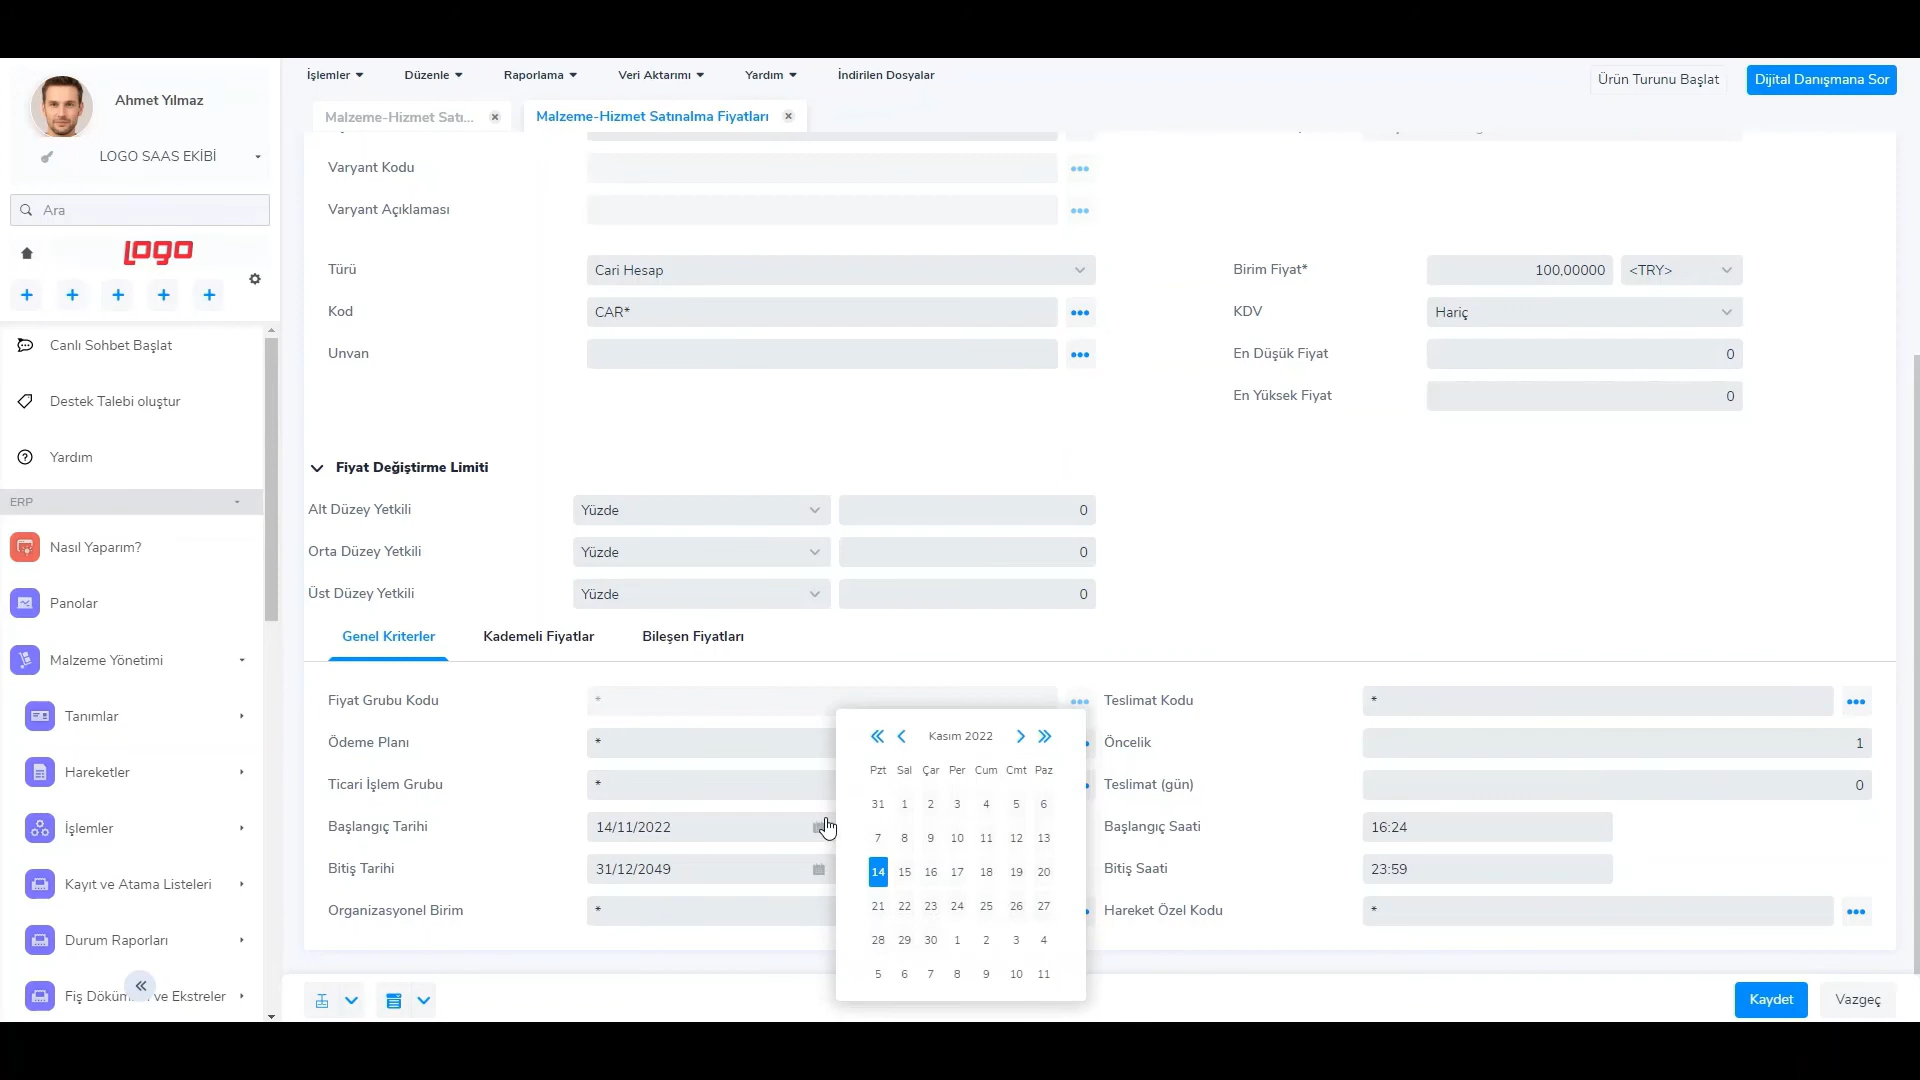 İşlemler Düzenle Raporlama Veri Aktarımı Yardım İndirilen Dosyalar Ürün Turunu Başlat Dijital Danışmana Sor
Ahmet Yılmaz
LOGO SAAS EKİBİ
Ara
LOGO
Canlı Sohbet Başlat
Destek Talebi oluştur
Yardım
ERP
Nasıl Yaparım?
Panolar
Malzeme Yönetimi
Tanımlar
Hareketler
İşlemler
Kayıt ve Atama Listeleri
Durum Raporları
Fiş Döküm ve Ekstreler
Malzeme-Hizmet Satı... Malzeme-Hizmet Satınalma Fiyatları
Varyant Kodu
Varyant Açıklaması
Türü Cari Hesap Birim Fiyat* 100,00000 <TRY>
Kod CAR* KDV Hariç
Unvan En Düşük Fiyat 0
En Yüksek Fiyat 0
Fiyat Değiştirme Limiti
Alt Düzey Yetkili Yüzde 0
Orta Düzey Yetkili Yüzde 0
Üst Düzey Yetkili Yüzde 0
Genel Kriterler Kademeli Fiyatlar Bileşen Fiyatları
Fiyat Grubu Kodu * Teslimat Kodu *
Ödeme Planı * Öncelik 1
Ticari İşlem Grubu * Teslimat (gün) 0
Başlangıç Tarihi 14/11/2022 Başlangıç Saati 16:24
Bitiş Tarihi 31/12/2049 Bitiş Saati 23:59
Organizasyonel Birim * Hareket Özel Kodu *
Kasım 2022
Pzt Sal Çar Per Cum Cmt Paz
31 1 2 3 4 5 6
7 8 9 10 11 12 13
14 15 16 17 18 19 20
21 22 23 24 25 26 27
28 29 30 1 2 3 4
5 6 7 8 9 10 11
Kaydet Vazgeç